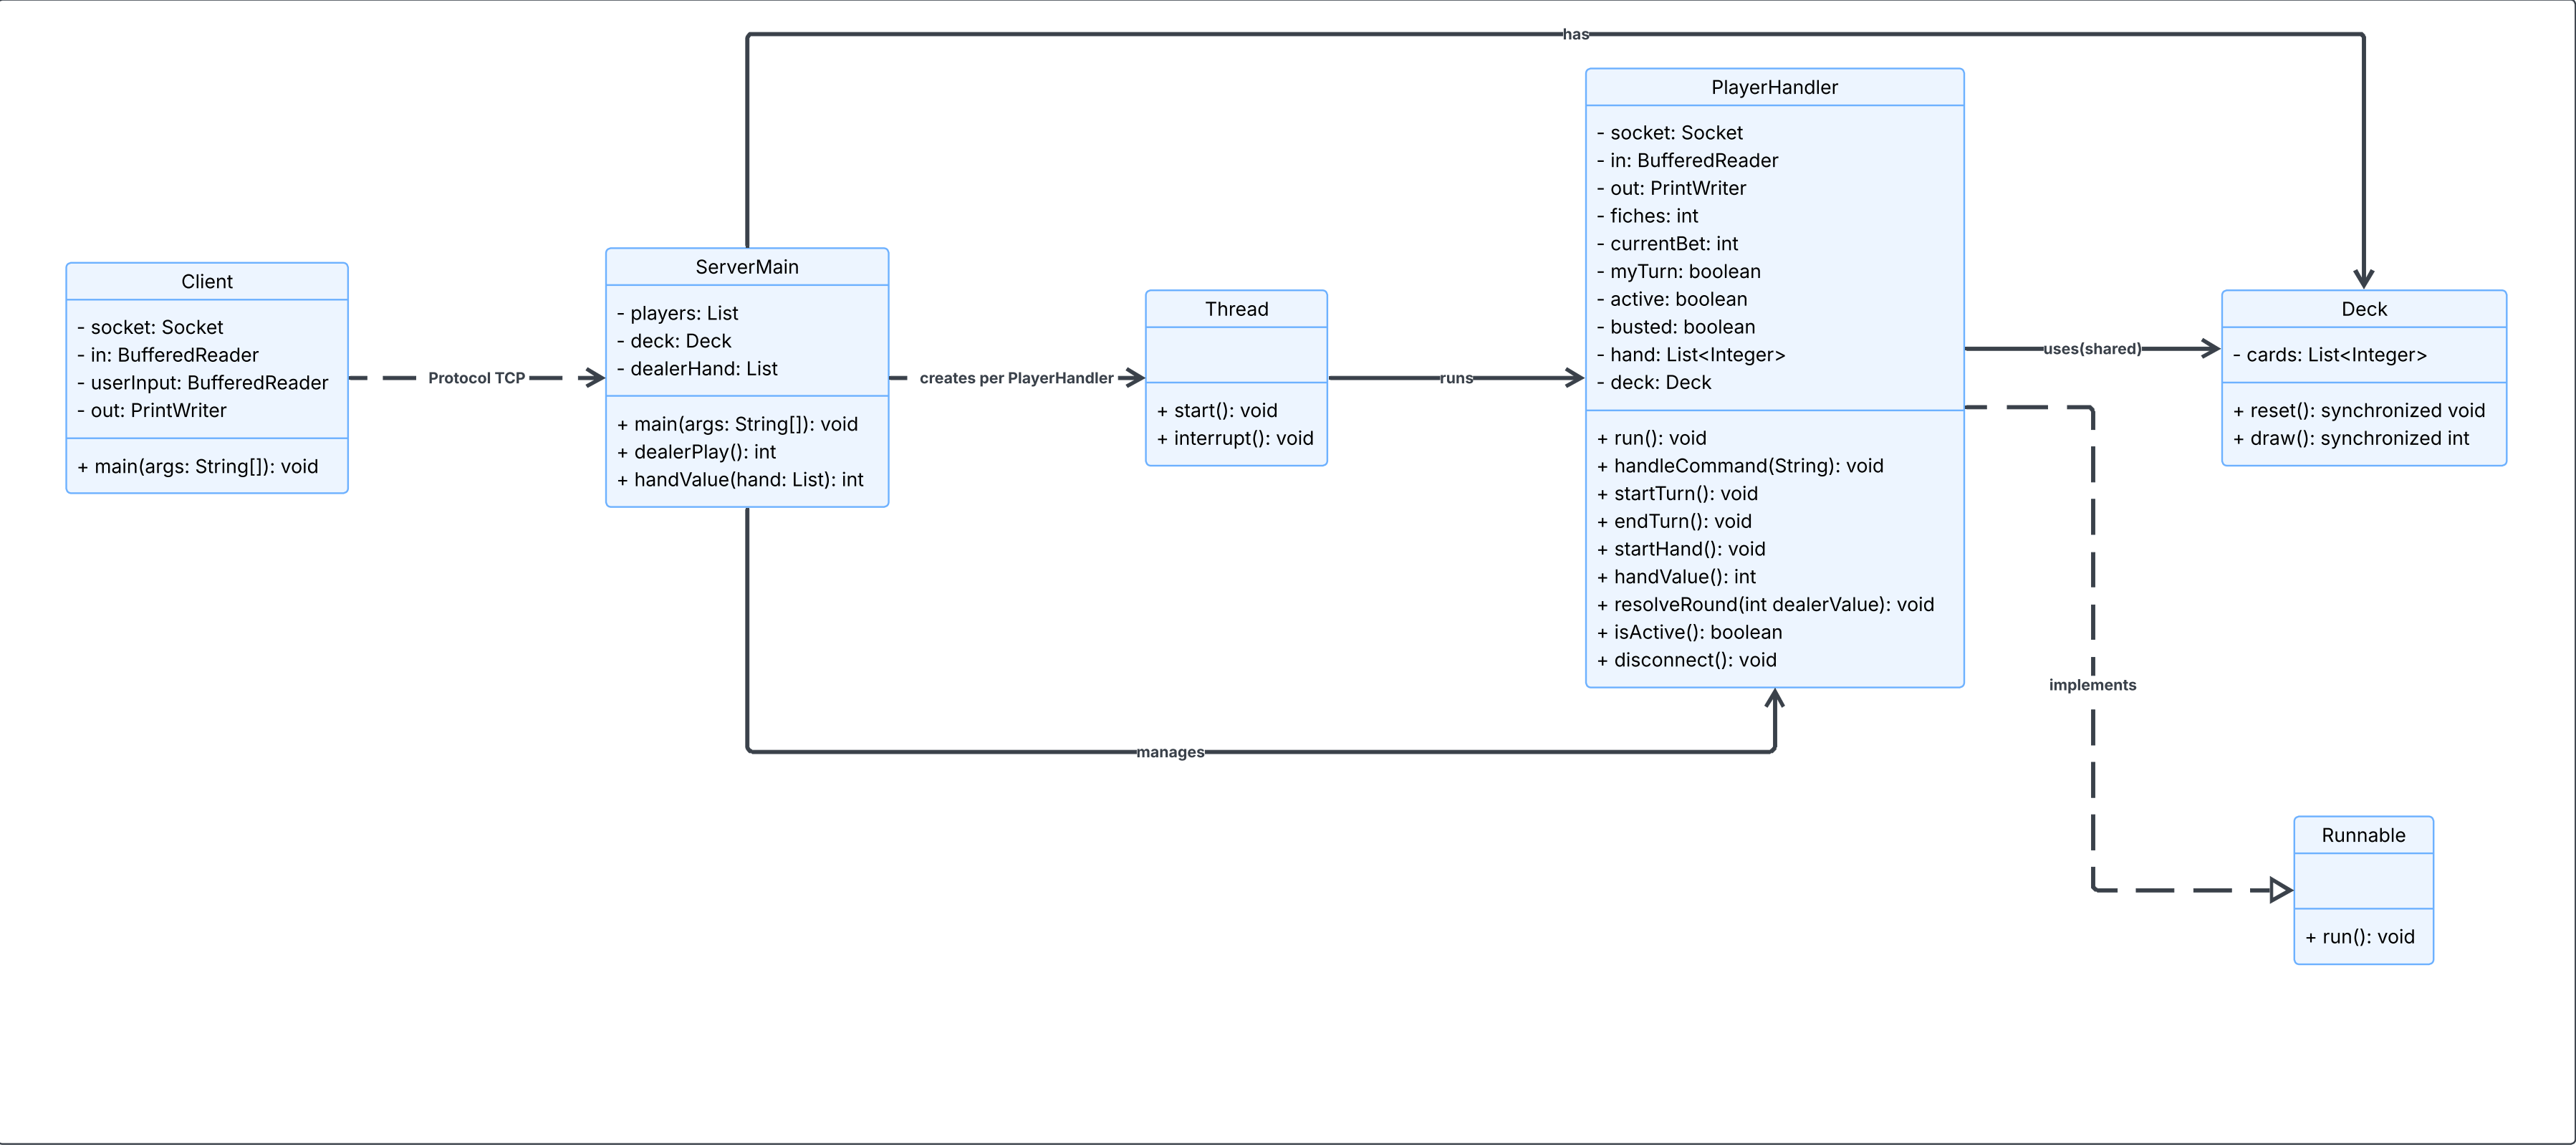 has
Client
- socket: Socket
- in: BufferedReader
- userInput: BufferedReader
- out: PrintWriter
+ main(args: String[]): void
Protocol TCP
ServerMain
- players: List
- deck: Deck
- dealerHand: List
+ main(args: String[]): void
+ dealerPlay(): int
+ handValue(hand: List): int
creates per PlayerHandler
Thread
+ start(): void
+ interrupt(): void
runs
PlayerHandler
- socket: Socket
- in: BufferedReader
- out: PrintWriter
- fiches: int
- currentBet: int
- myTurn: boolean
- active: boolean
- busted: boolean
- hand: List<Integer>
- deck: Deck
+ run(): void
+ handleCommand(String): void
+ startTurn(): void
+ endTurn(): void
+ startHand(): void
+ handValue(): int
+ resolveRound(int dealerValue): void
+ isActive(): boolean
+ disconnect(): void
uses(shared)
Deck
- cards: List<Integer>
+ reset(): synchronized void
+ draw(): synchronized int
implements
manages
Runnable
+ run(): void